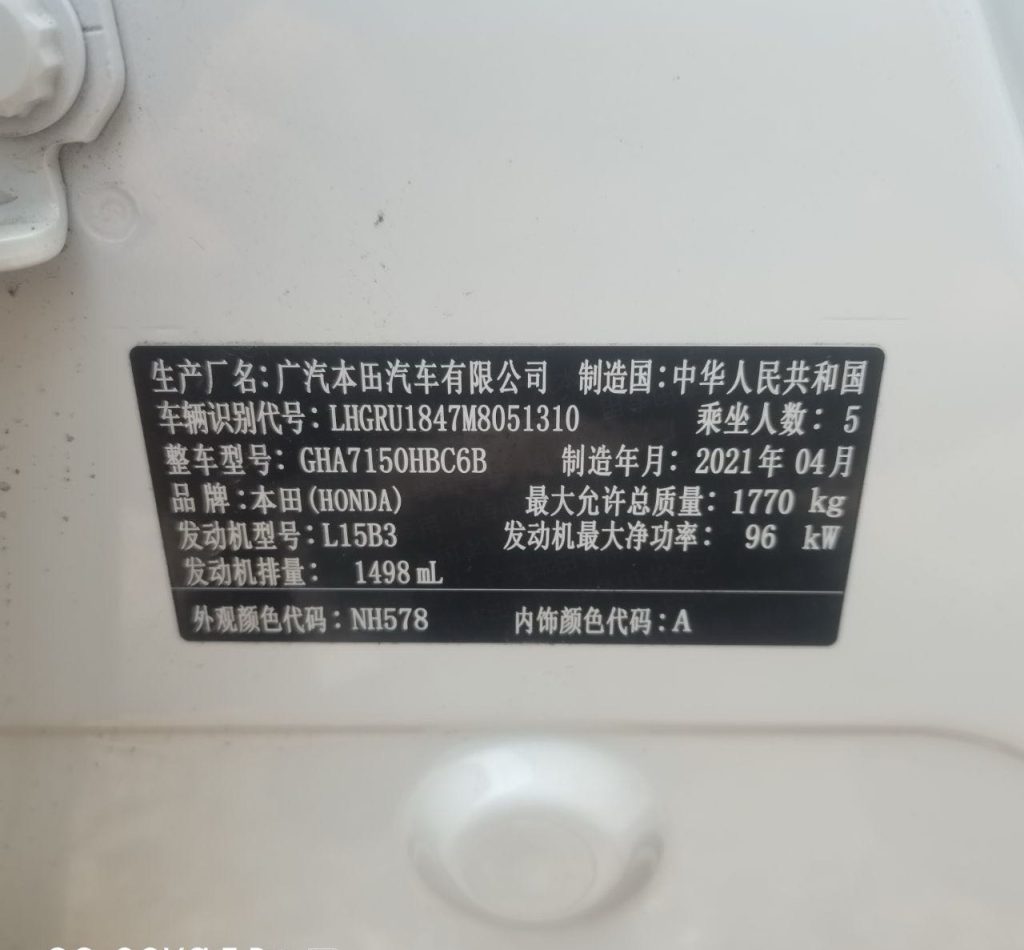 生产厂名:广汽本田汽车有限公司 制造国:中华人民共和国
车辆识别代号: LHGRU1847M8051310 乘坐人数: 5
整车型号: GHA7150HBC6B 制造年月: 2021年 04月
品 牌:本田(HONDA) 最大允许总质量: 1770 kg
发动机型号:L15B3 发动机最大净功率: 96 kW
发动机排量: 1498 mL
外观颜色代码:NH578 内饰颜色代码:A